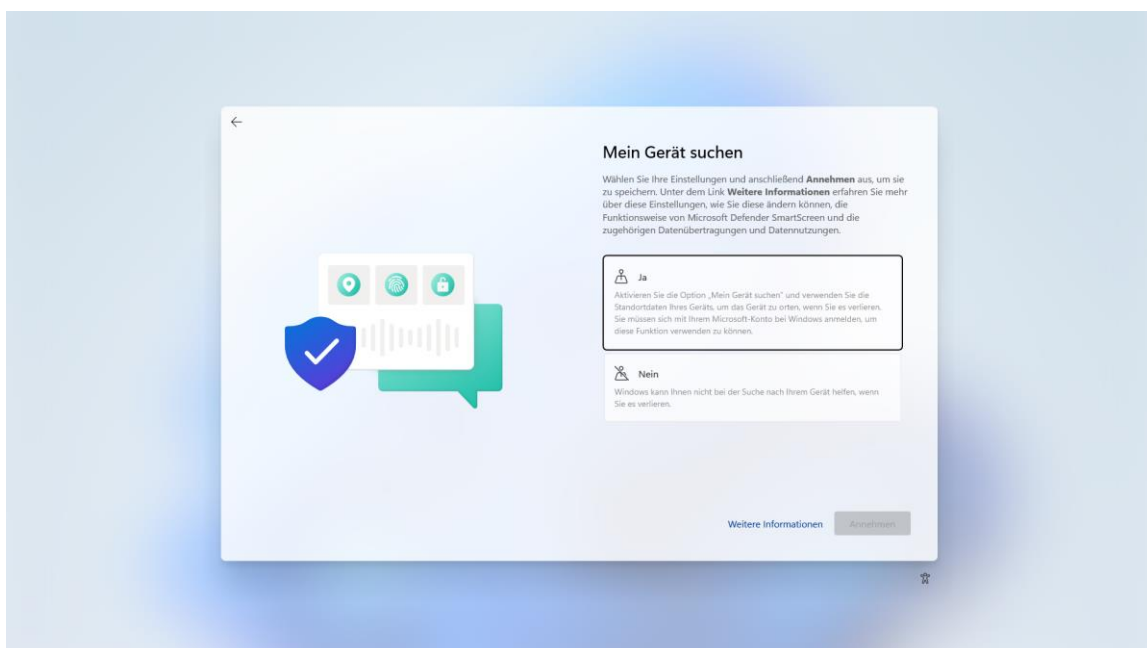 Mein Gerät suchen
Wählen Sie Ihre Einstellungen und anschließend Annehmen aus, um sie
zu speichern. Unter dem Link Weitere Informationen erfahren Sie mehr
über diese Einstellungen, wie Sie diese ändern können, die
Funktionsweise von Microsoft Defender SmartScreen und die
zugehörigen Datenübertragungen und Datennutzungen.
Ja
Aktivieren Sie die Option „Mein Gerät suchen" und verwenden Sie die
Standortdaten Ihres Geräts, um das Gerät zu orten, wenn Sie es verlieren.
Sie müssen sich mit Ihrem Microsoft-Konto bei Windows anmelden, um
diese Funktion verwenden zu können.
Nein
Windows kann Ihnen nicht bei der Suche nach Ihrem Gerät helfen, wenn
Sie es verlieren.
Weitere Informationen
Annehmen